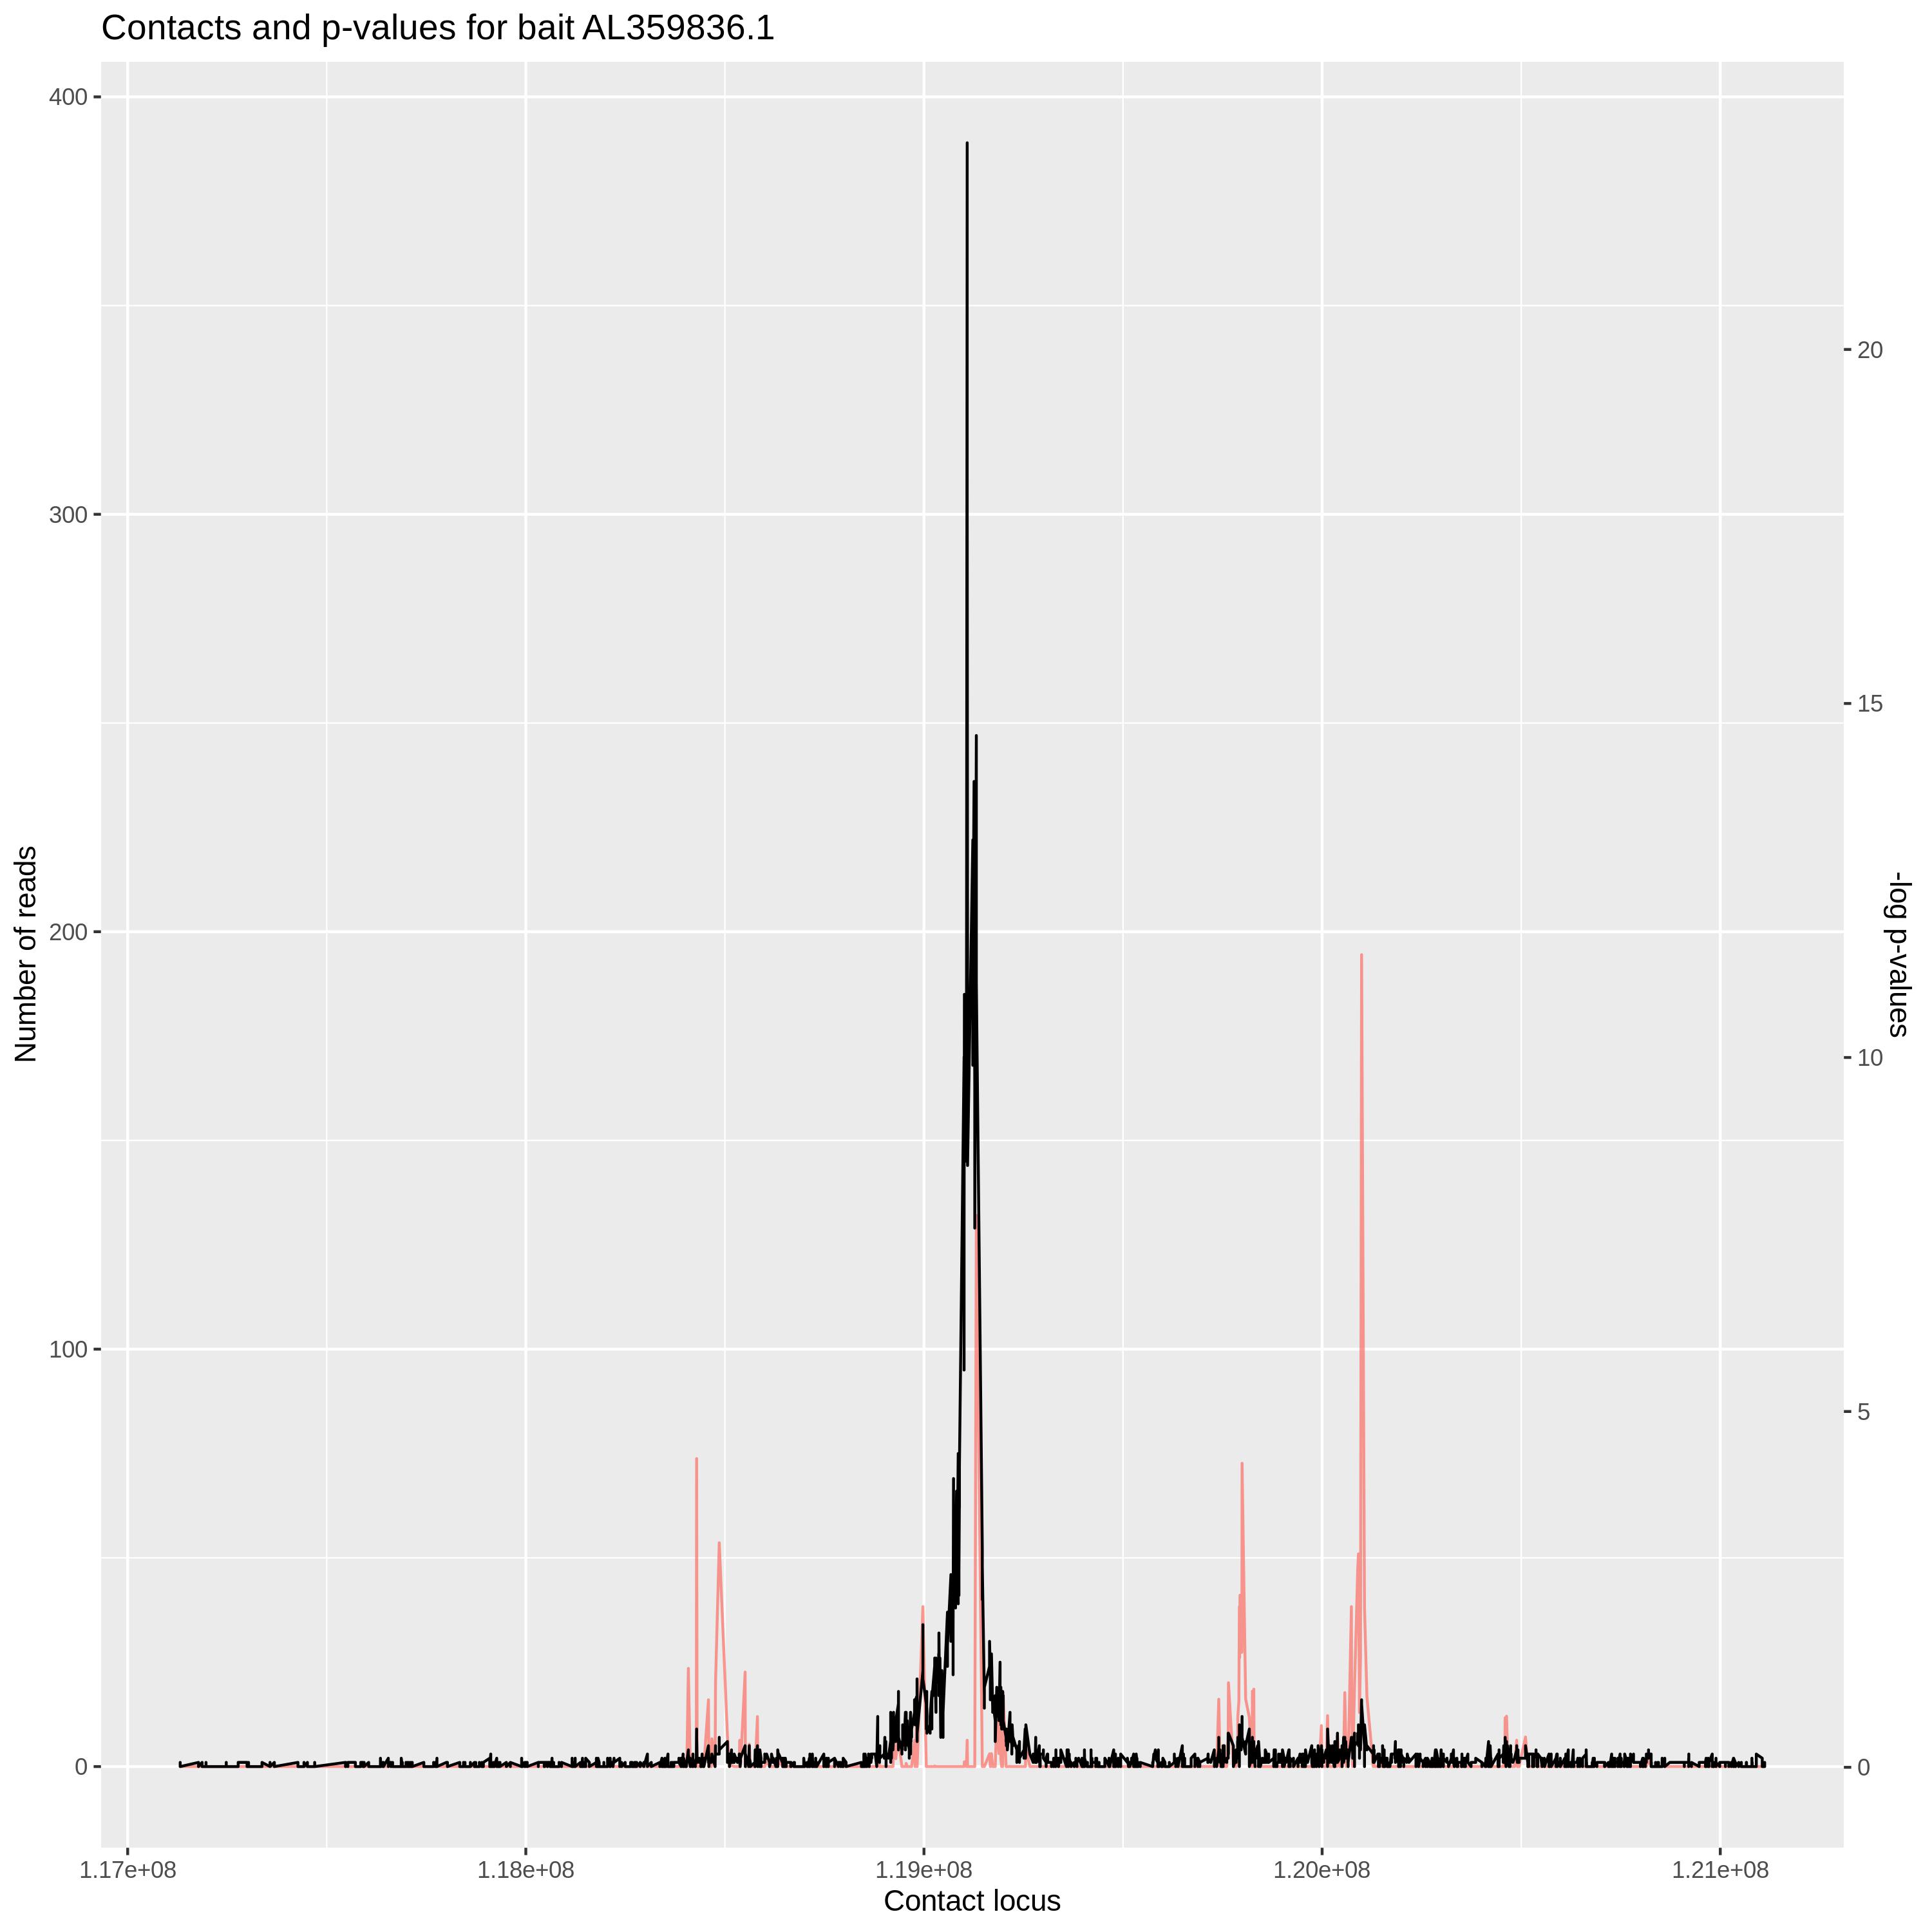 Contacts and p-values for bait AL359836.1
400
300
200
100
0
Number of reads
20
15
10
5
0
-log p-values
1.17e+08
1.18e+08
1.19e+08
1.20e+08
1.21e+08
Contact locus